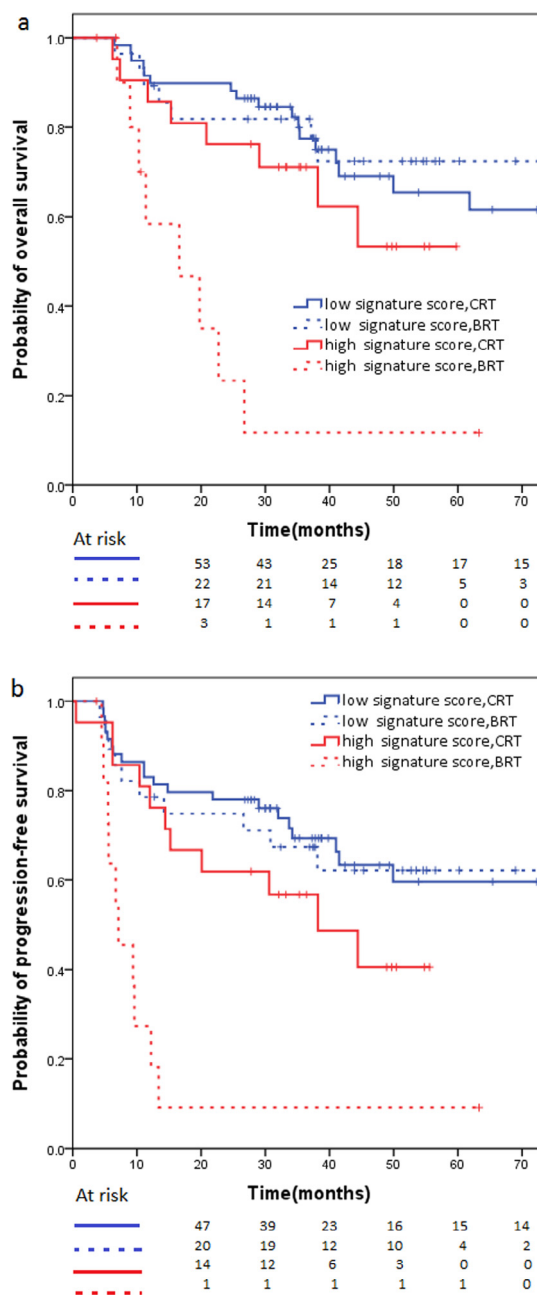 a
1.0
0.8
0.6
0.4
0.2
0.0
Probabilty of overall survival
low signature score,CRT
low signature score,BRT
high signature score,CRT
high signature score,BRT
0 10 20 30 40 50 60 70
Time(months)
At risk
53 43 25 18 17 15
22 21 14 12 5 3
17 14 7 4 0 0
3 1 1 1 0 0
b
1.0
0.8
0.6
0.4
0.2
0.0
Probability of progression-free survival
low signature score,CRT
low signature score,BRT
high signature score,CRT
high signature score,BRT
0 10 20 30 40 50 60 70
Time(months)
At risk
47 39 23 16 15 14
20 19 12 10 4 2
14 12 6 3 0 0
1 1 1 1 1 0